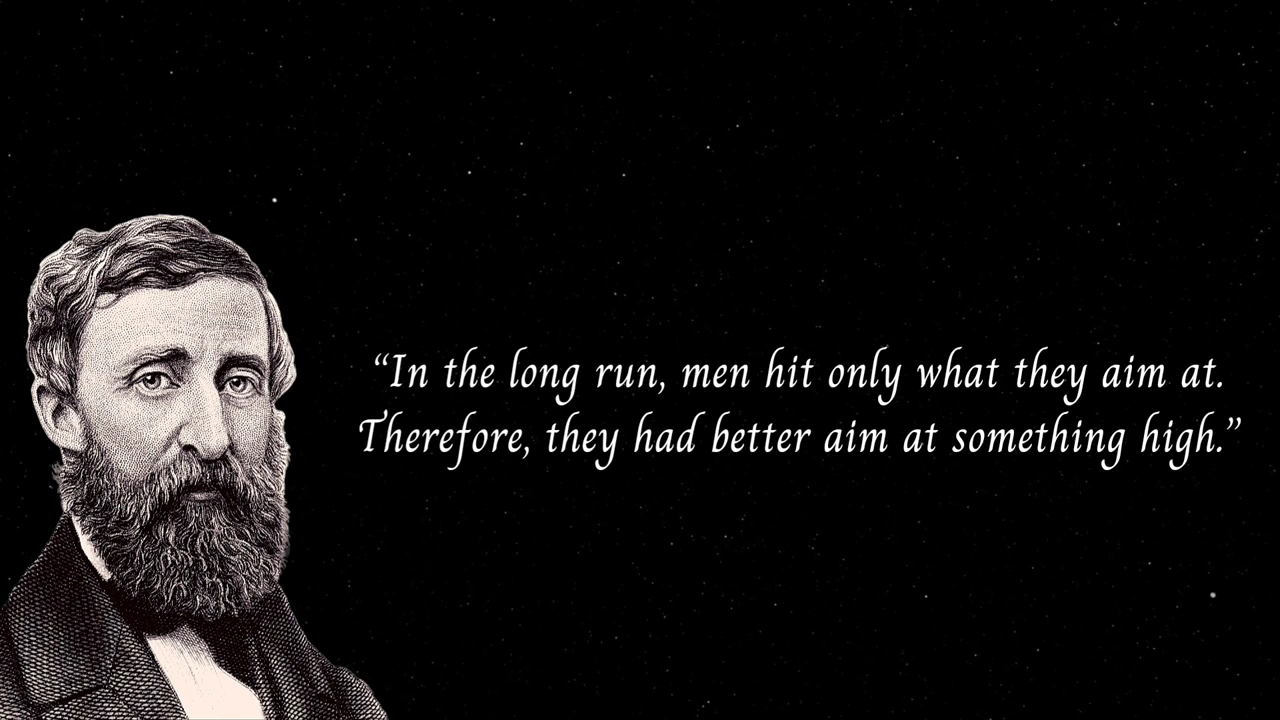 “In the long run, men hit only what they aim at.
Therefore, they had better aim at something high.”